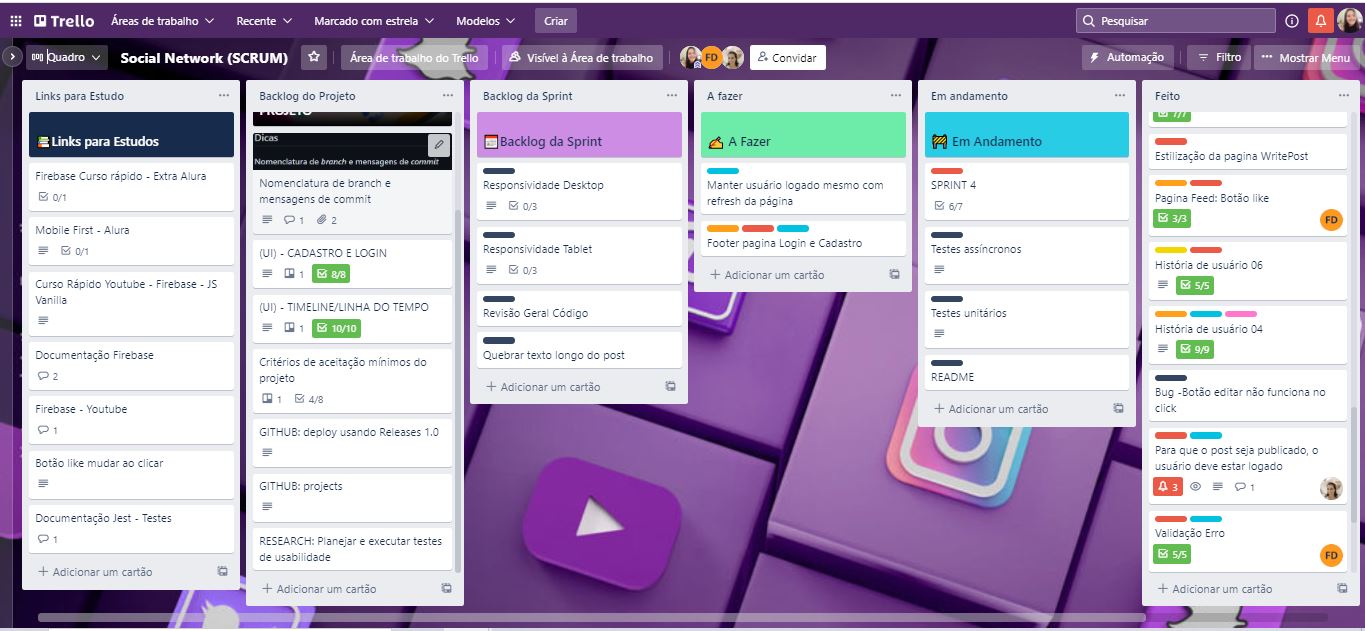 Trello
Áreas de trabalho
Recente
Marcado com estrela
Modelos
Criar
Pesquisar
Quadro
Social Network (SCRUM)
Área de trabalho do Trello
Visível à Área de trabalho
FD
Convidar
Automação
Filtro
Mostrar Menu
Links para Estudo
Links para Estudos
Firebase Curso rápido - Extra Alura
0/1
Mobile First - Alura
0/1
Curso Rápido Youtube - Firebase - JS
Vanilla
Documentação Firebase
2
Firebase - Youtube
1
Botão like mudar ao clicar
Documentação Jest - Testes
1
Adicionar um cartão
Backlog do Projeto
PROJETO
Dicas
Nomenclatura de branch e mensagens de commit
Nomenclatura de branch e
mensagens de commit
1 2
(UI) - CADASTRO E LOGIN
1 8/8
(UI) - TIMELINE/LINHA DO TEMPO
1 10/10
Critérios de aceitação mínimos do
projeto
1 4/8
GITHUB: deploy usando Releases 1.0
GITHUB: projects
RESEARCH: Planejar e executar testes
de usabilidade
Adicionar um cartão
Backlog da Sprint
Backlog da Sprint
Responsividade Desktop
0/3
Responsividade Tablet
0/3
Revisão Geral Código
Quebrar texto longo do post
Adicionar um cartão
A fazer
A Fazer
Manter usuário logado mesmo com
refresh da página
Footer pagina Login e Cadastro
Adicionar um cartão
Em andamento
Em Andamento
SPRINT 4
6/7
Testes assíncronos
Testes unitários
README
Adicionar um cartão
Feito
7/7
Estilização da pagina WritePost
Pagina Feed: Botão like
3/3
FD
História de usuário 06
5/5
História de usuário 04
9/9
Bug -Botão editar não funciona no
click
Para que o post seja publicado, o
usuário deve estar logado
3 1
Validação Erro
5/5
FD
Adicionar um cartão